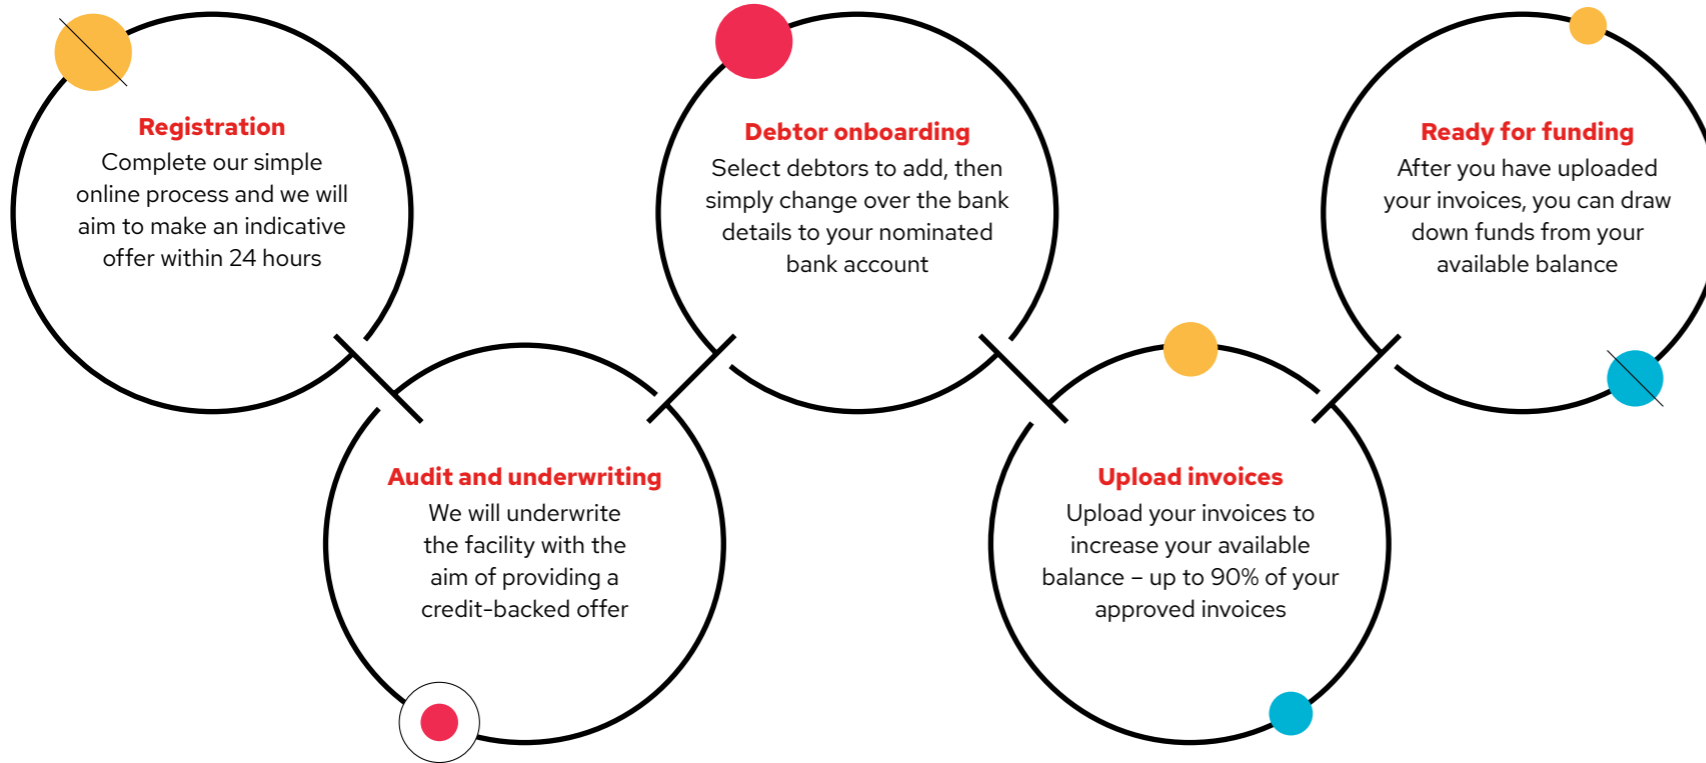 Registration
Complete our simple
online process and we will
aim to make an indicative
offer within 24 hours
Audit and underwriting
We will underwrite
the facility with the
aim of providing a
credit-backed offer
Debtor onboarding
Select debtors to add, then
simply change over the bank
details to your nominated
bank account
Upload invoices
Upload your invoices to
increase your available
balance – up to 90% of your
approved invoices
Ready for funding
After you have uploaded
your invoices, you can draw
down funds from your
available balance